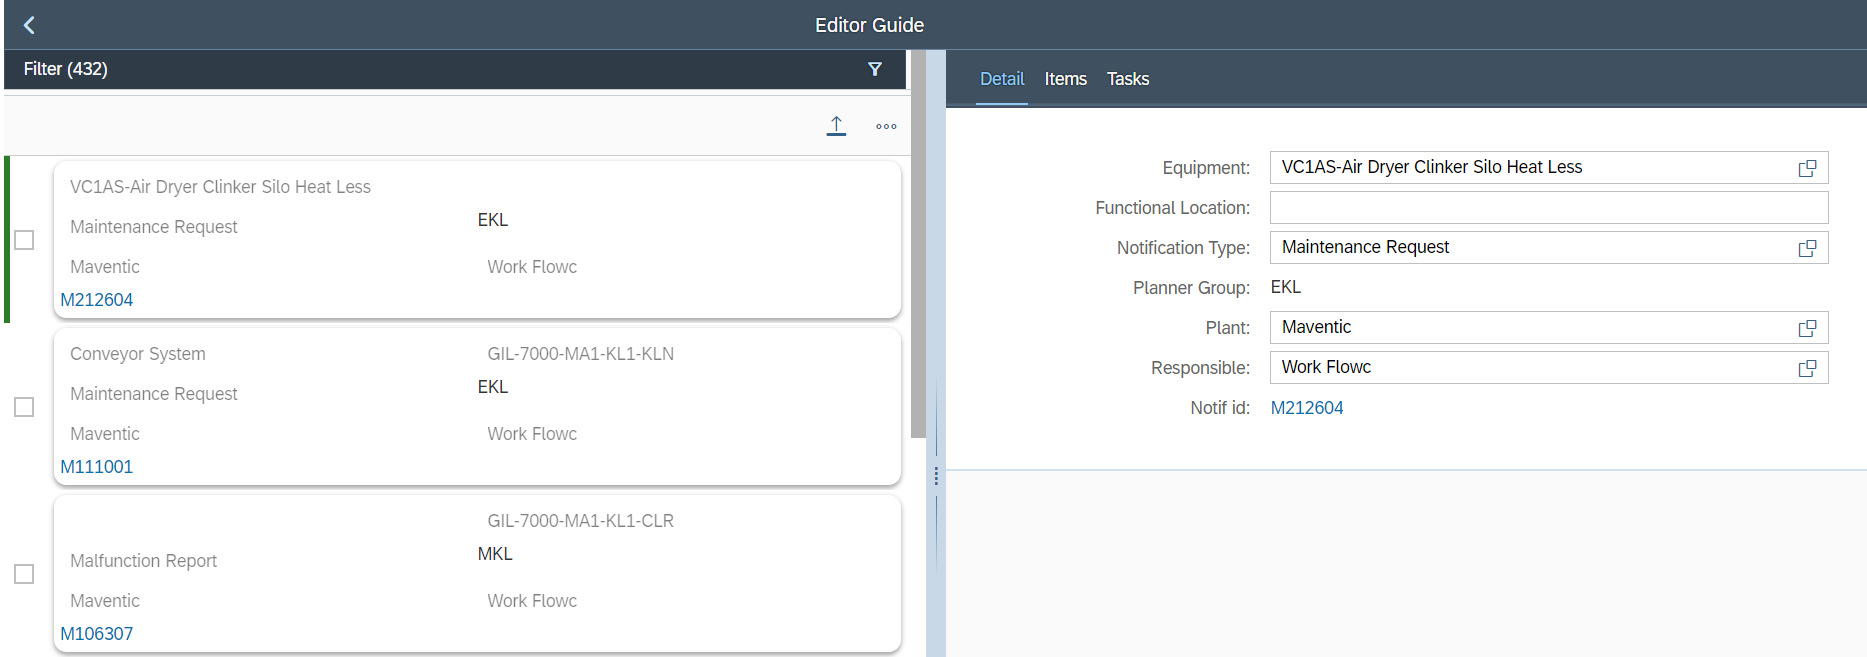 Editor Guide
Filter (432)
VC1AS-Air Dryer Clinker Silo Heat Less
Maintenance Request EKL
Maventic Work Flowc
M212604
Conveyor System GIL-7000-MA1-KL1-KLN
Maintenance Request EKL
Maventic Work Flowc
M111001
GIL-7000-MA1-KL1-CLR
Malfunction Report MKL
Maventic Work Flowc
M106307
Detail Items Tasks
Equipment: VC1AS-Air Dryer Clinker Silo Heat Less
Functional Location:
Notification Type: Maintenance Request
Planner Group: EKL
Plant: Maventic
Responsible: Work Flowc
Notif id: M212604